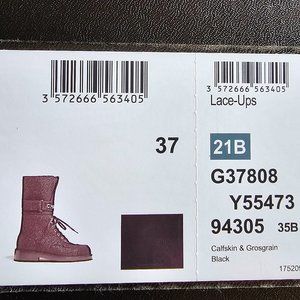 3 572666 563405
37
3 572666 563405
Lace-Ups
21B
G37808
Y55473
94305 35B
Calfskin & Grosgrain
Black